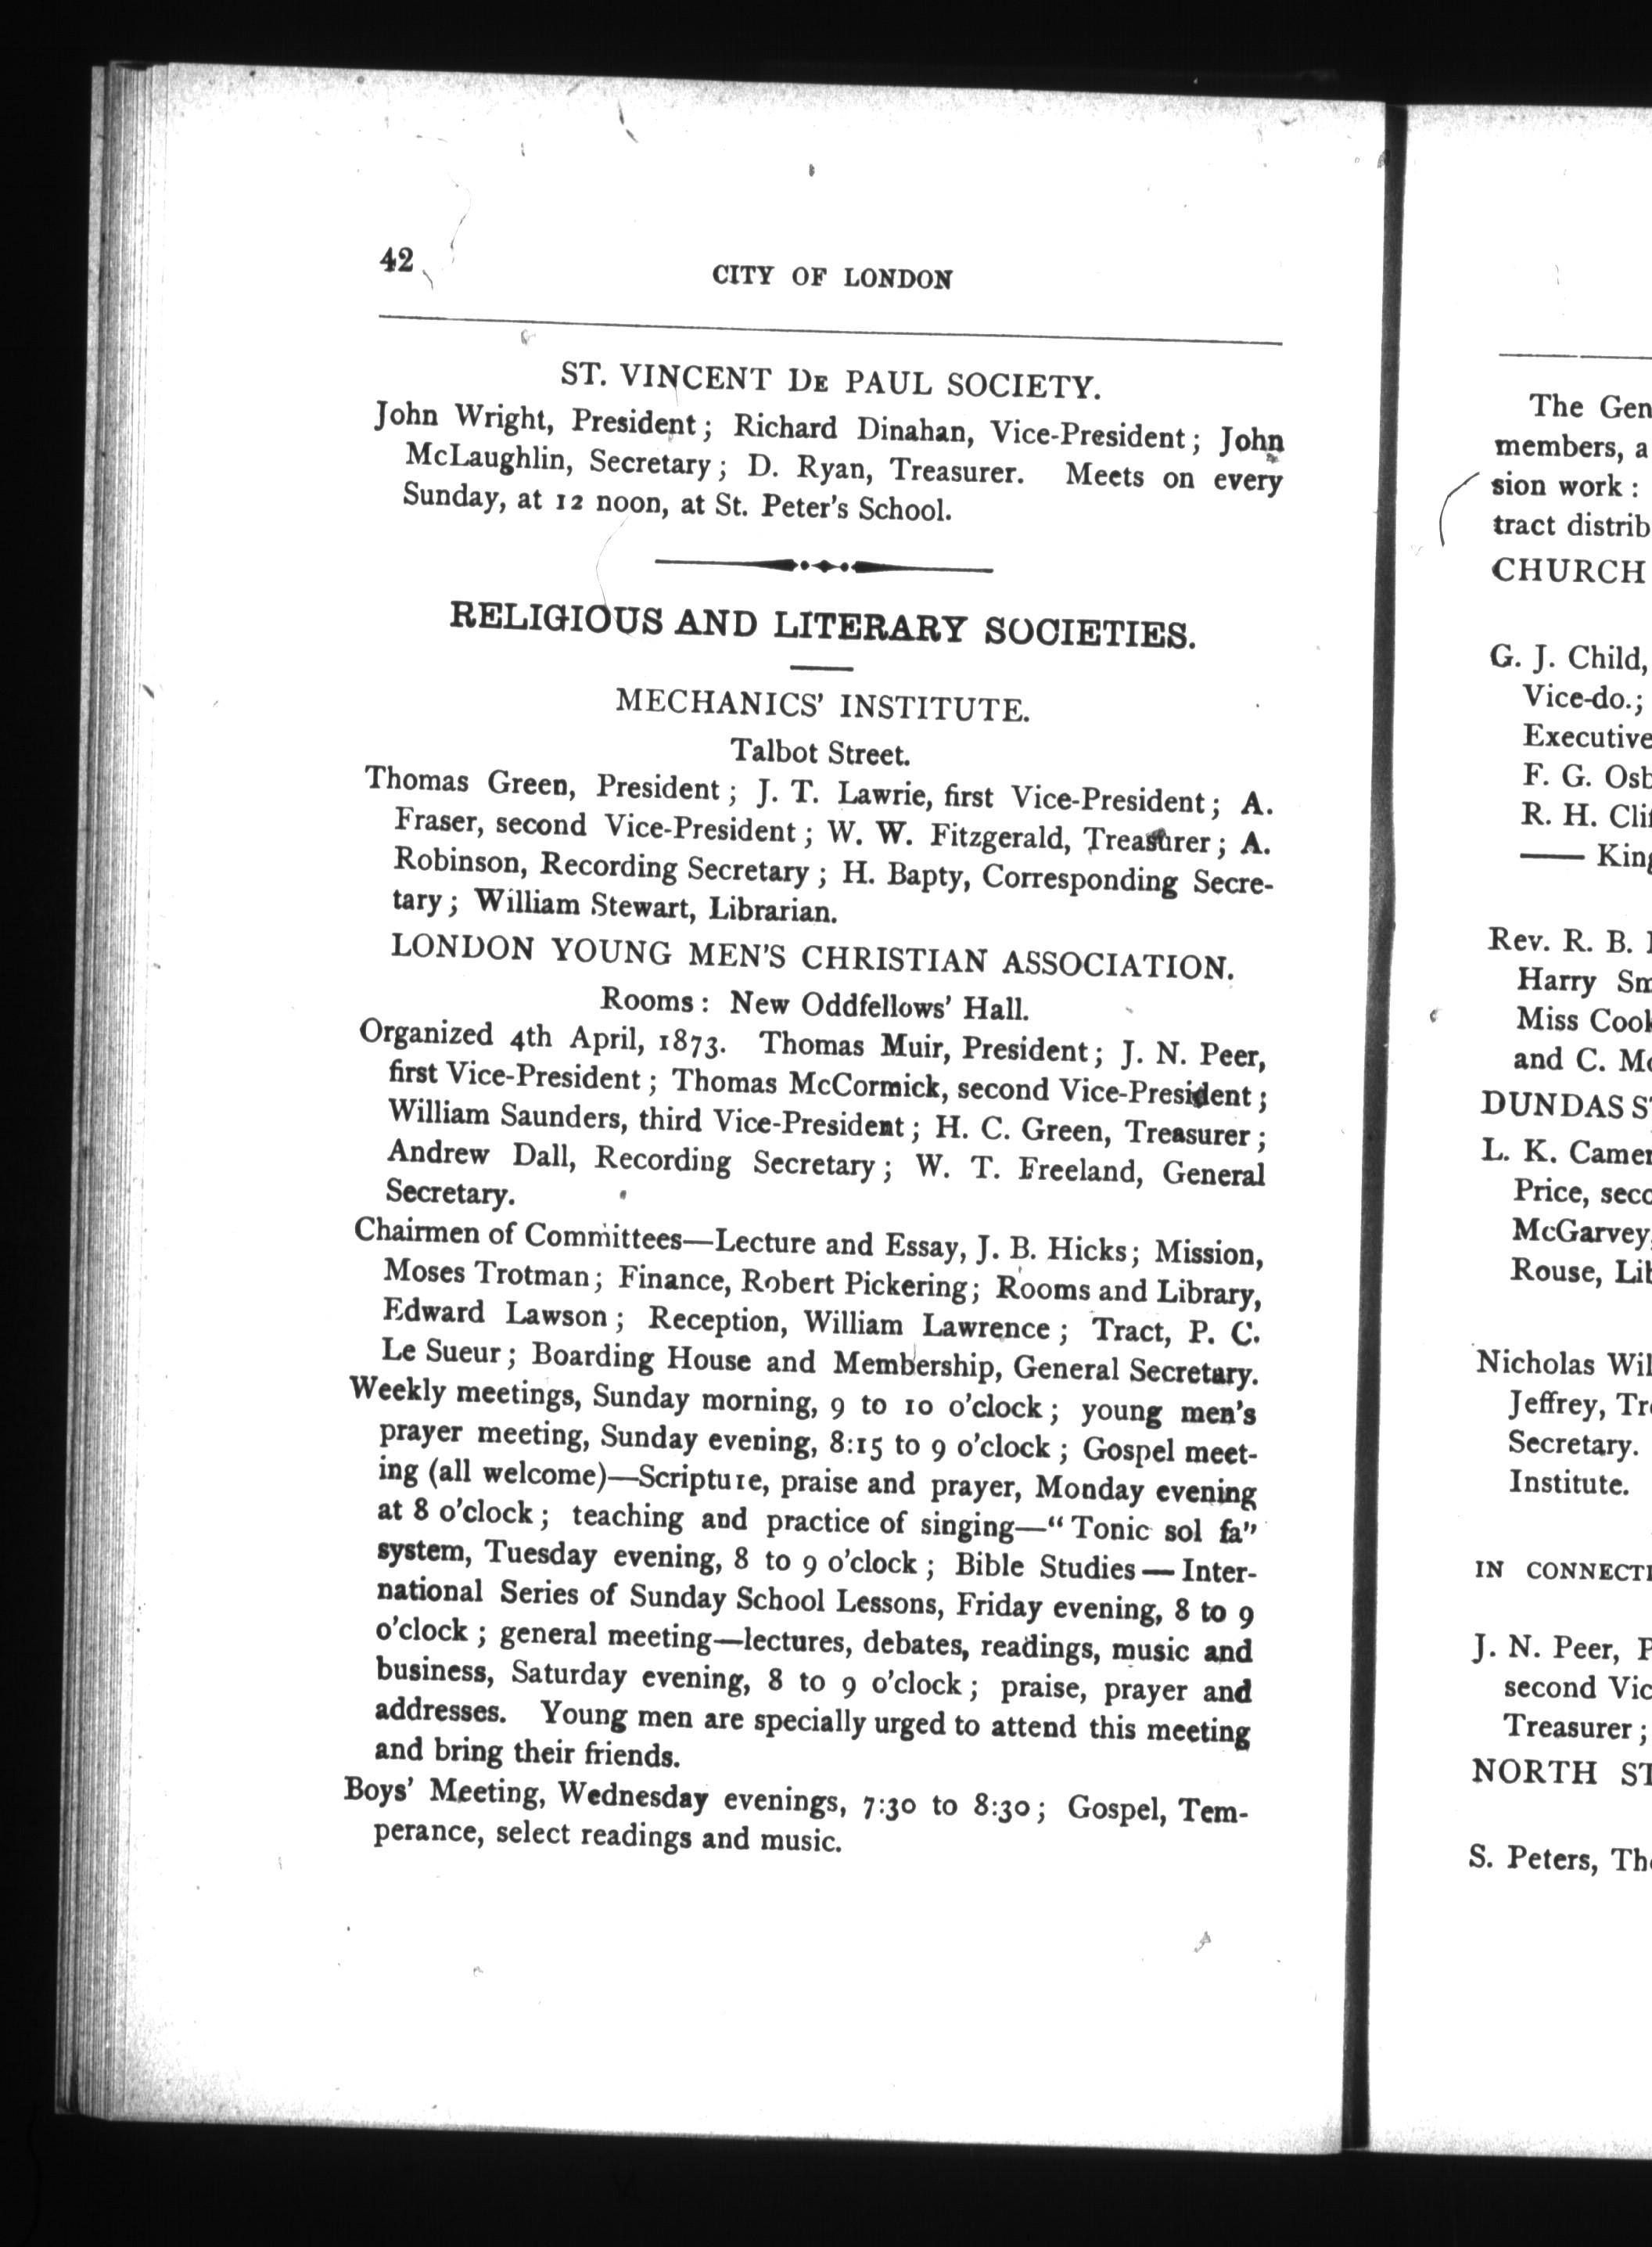 42
CITY OF LONDON
ST. VINCENT DE PAUL SOCIETY.
John Wright, President; Richard Dinahan, Vice-President; John
McLaughlin, Secretary; D. Ryan, Treasurer. Meets on every
Sunday, at 12 noon, at St. Peter's School.
RELIGIOUS AND LITERARY SOCIETIES.
MECHANICS' INSTITUTE.
Talbot Street.
Thomas Green, President; J. T. Lawrie, first Vice-President; A.
Fraser, second Vice-President; W. W. Fitzgerald, Treasurer; A.
Robinson, Recording Secretary; H. Bapty, Corresponding Secre-
tary; William Stewart, Librarian.
LONDON YOUNG MEN'S CHRISTIAN ASSOCIATION.
Rooms: New Oddfellows' Hall.
Organized 4th April, 1873. Thomas Muir, President; J. N. Peer,
first Vice-President; Thomas McCormick, second Vice-President;
William Saunders, third Vice-President; H. C. Green, Treasurer;
Andrew Dall, Recording Secretary; W. T. Freeland, General
Secretary.
Chairmen of Committees—Lecture and Essay, J. B. Hicks; Mission,
Moses Trotman; Finance, Robert Pickering; Rooms and Library,
Edward Lawson; Reception, William Lawrence; Tract, P. C.
Le Sueur; Boarding House and Membership, General Secretary.
Weekly meetings, Sunday morning, 9 to 10 o'clock; young men's
prayer meeting, Sunday evening, 8:15 to 9 o'clock; Gospel meet-
ing (all welcome)—Scripture, praise and prayer, Monday evening
at 8 o'clock; teaching and practice of singing—"Tonic sol fa"
system, Tuesday evening, 8 to 9 o'clock; Bible Studies—Inter-
national Series of Sunday School Lessons, Friday evening, 8 to 9
o'clock; general meeting—lectures, debates, readings, music and
business, Saturday evening, 8 to 9 o'clock; praise, prayer and
addresses. Young men are specially urged to attend this meeting
and bring their friends.
Boys' Meeting, Wednesday evenings, 7:30 to 8:30; Gospel, Tem-
perance, select readings and music.
The Gen
members, a
sion work:
tract distrib
CHURCH
G. J. Child,
Vice-do.;
Executive
F. G. Osb
R. H. Clif
—— King
Rev. R. B.
Harry Sm
Miss Cook
and C. Mc
DUNDAS ST
L. K. Camer
Price, seco
McGarvey,
Rouse, Lib
Nicholas Wil
Jeffrey, Tre
Secretary.
Institute.
IN CONNECTI
J. N. Peer, P
second Vic
Treasurer;
NORTH ST
S. Peters, Tho